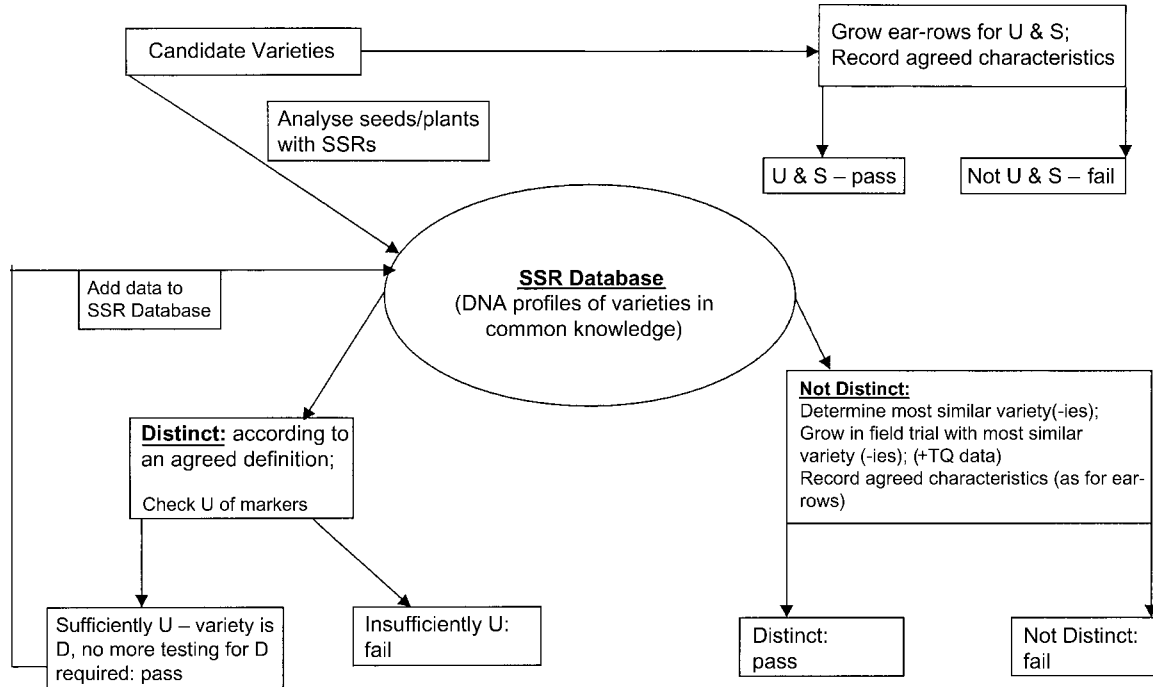 Candidate Varieties
Grow ear-rows for U & S;
Record agreed characteristics
Analyse seeds/plants
with SSRs
U & S – pass
Not U & S – fail
SSR Database
(DNA profiles of varieties in
common knowledge)
Add data to
SSR Database
Distinct: according to
an agreed definition;
Check U of markers
Not Distinct:
Determine most similar variety(-ies);
Grow in field trial with most similar
variety (-ies); (+TQ data)
Record agreed characteristics (as for ear-
rows)
Sufficiently U – variety is
D, no more testing for D
required: pass
Insufficiently U:
fail
Distinct:
pass
Not Distinct:
fail